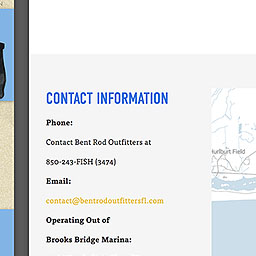 CONTACT INFORMATION
Phone:
Contact Bent Rod Outfitters at
850-243-FISH (3474)
Email:
contact@bentrodoutfittersfl.com
Operating Out of
Brooks Bridge Marina:
Hurlburt Field